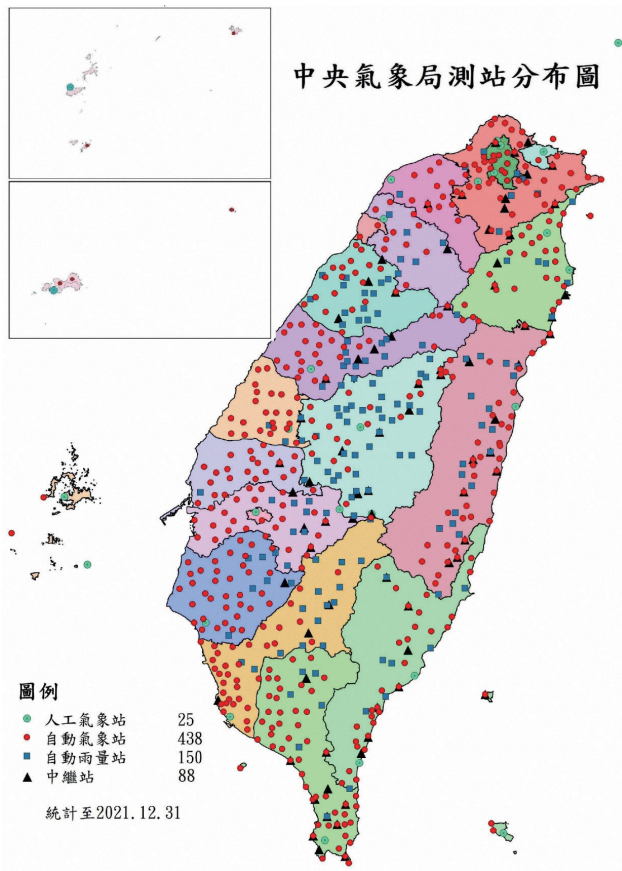 中央氣象局測站分布圖
圖例
人工氣象站 25
自動氣象站 438
自動雨量站 150
中繼站 88
統計至2021.12.31